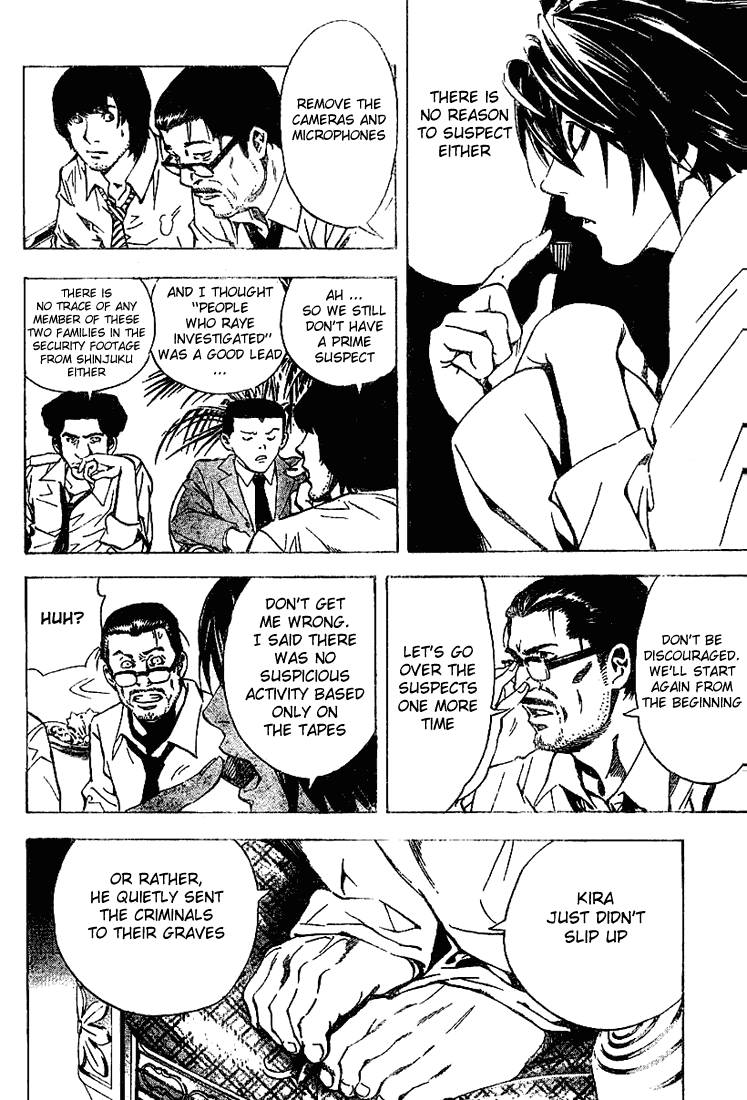 THERE IS
NO REASON
TO SUSPECT
EITHER
REMOVE THE
CAMERAS AND
MICROPHONES
AH ...
SO WE STILL
DON'T HAVE
A PRIME
SUSPECT
AND I THOUGHT
"PEOPLE
WHO RAYE
INVESTIGATED"
WAS A GOOD LEAD
...
THERE IS
NO TRACE OF ANY
MEMBER OF THESE
TWO FAMILIES IN THE
SECURITY FOOTAGE
FROM SHINJUKU
EITHER
DON'T BE
DISCOURAGED.
WE'LL START
AGAIN FROM
THE BEGINNING
LET'S GO
OVER THE
SUSPECTS
ONE MORE
TIME
DON'T GET
ME WRONG.
I SAID THERE
WAS NO
SUSPICIOUS
ACTIVITY BASED
ONLY ON
THE TAPES
HUH?
KIRA
JUST DIDN'T
SLIP UP
OR RATHER,
HE QUIETLY SENT
THE CRIMINALS
TO THEIR GRAVES